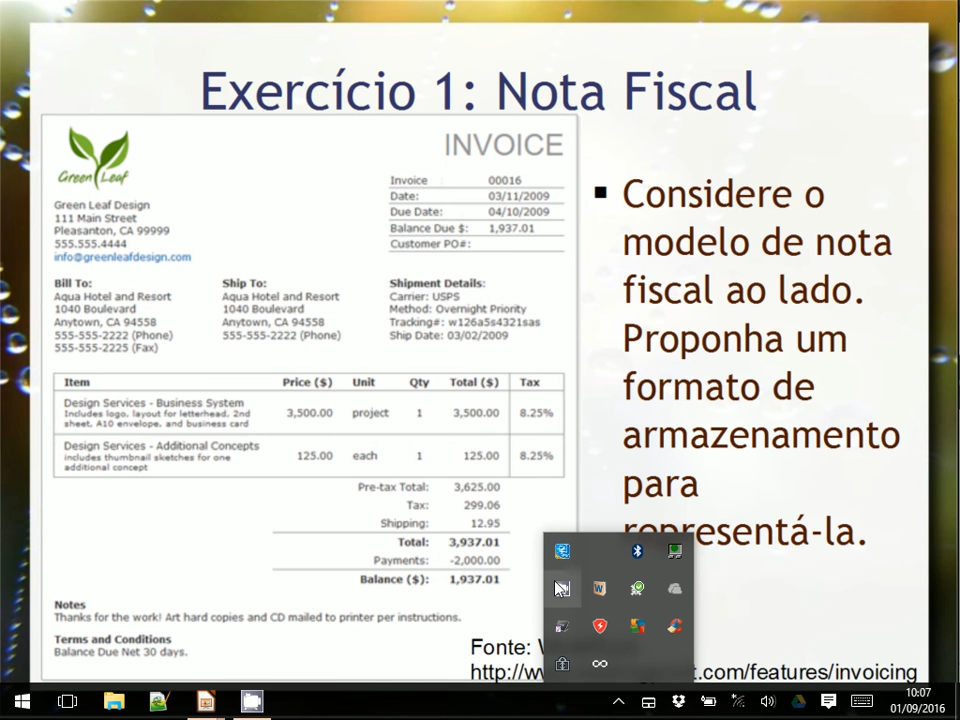 Exercício 1: Nota Fiscal
Green Leaf
INVOICE
Green Leaf Design
111 Main Street
Pleasanton, CA 99999
555.555.4444
info@greenleafdesign.com
Invoice 00016
Date: 03/11/2009
Due Date: 04/10/2009
Balance Due $: 1,937.01
Customer PO#:
Bill To:
Aqua Hotel and Resort
1040 Boulevard
Anytown, CA 94558
555-555-2222 (Phone)
555-555-2225 (Fax)
Ship To:
Aqua Hotel and Resort
1040 Boulevard
Anytown, CA 94558
555-555-2222 (Phone)
Shipment Details:
Carrier: USPS
Method: Overnight Priority
Tracking#: w126a5s4321sas
Ship Date: 03/02/2009
Item Price ($) Unit Qty Total ($) Tax
Design Services - Business System
Includes logo, layout for letterhead, 2nd
sheet, A10 envelope, and business card
3,500.00 project 1 3,500.00 8.25%
Design Services - Additional Concepts
includes thumbnail sketches for one
additional concept
125.00 each 1 125.00 8.25%
Pre-tax Total: 3,625.00
Tax: 299.06
Shipping: 12.95
Total: 3,937.01
Payments: -2,000.00
Balance ($): 1,937.01
Notes
Thanks for the work! Art hard copies and CD mailed to printer per instructions.
Terms and Conditions
Balance Due Net 30 days.
Considere o
modelo de nota
fiscal ao lado.
Proponha um
formato de
armazenamento
para
representá-la.
Fonte:
.com/features/invoicing
10:07
01/09/2016